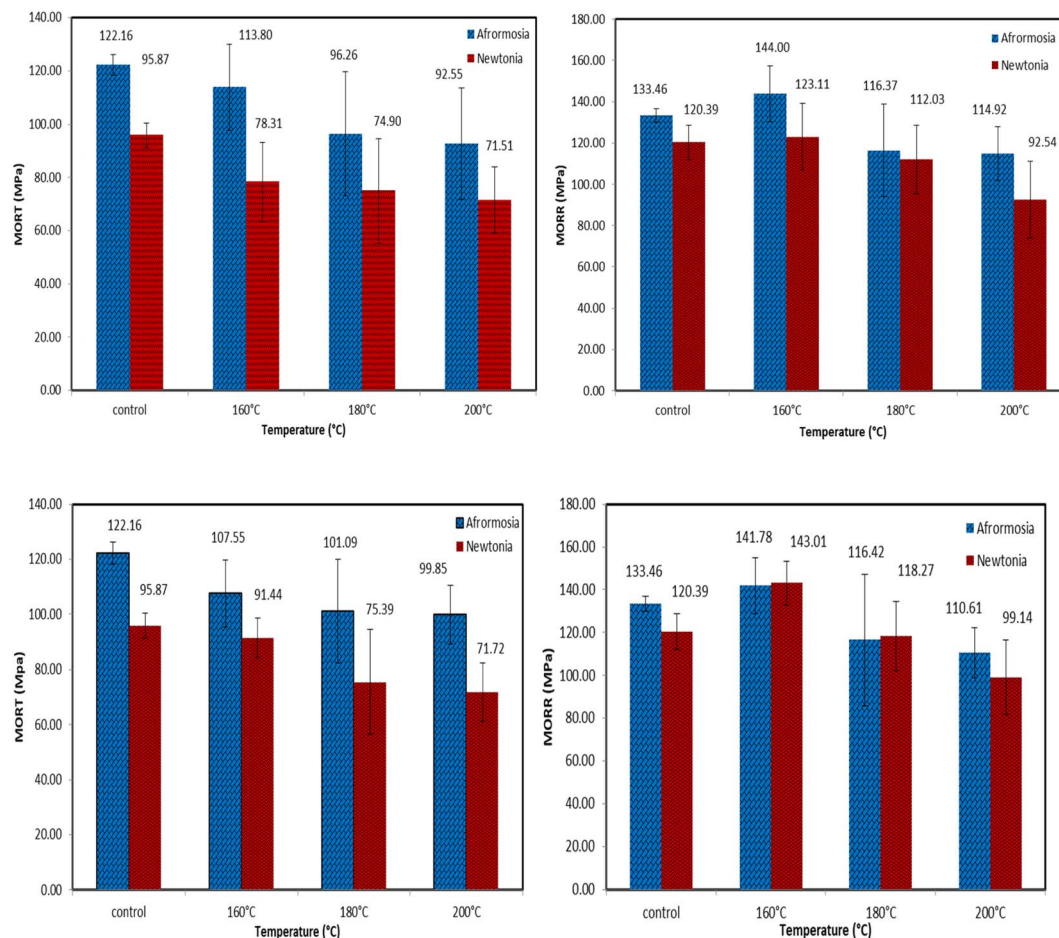 140.00
120.00
100.00
80.00
60.00
40.00
20.00
0.00
MORT (MPa)
122.16
95.87
113.80
78.31
96.26
74.90
92.55
71.51
Afrormosia
Newtonia
control
160°C
180°C
200°C
Temperature (°C)
180.00
160.00
140.00
120.00
100.00
80.00
60.00
40.00
20.00
0.00
MORR (MPa)
133.46
120.39
144.00
123.11
116.37
112.03
114.92
92.54
Afrormosia
Newtonia
control
160°C
180°C
200°C
Temperature (°C)
140.00
120.00
100.00
80.00
60.00
40.00
20.00
0.00
MORT (Mpa)
122.16
95.87
107.55
91.44
101.09
75.39
99.85
71.72
Afrormosia
Newtonia
control
160°C
180°C
200°C
Temperature (°C)
180.00
160.00
140.00
120.00
100.00
80.00
60.00
40.00
20.00
0.00
MORR (MPa)
133.46
120.39
141.78
143.01
116.42
118.27
110.61
99.14
Afrormosia
Newtonia
control
160°C
180°C
200°C
Temperature (°C)